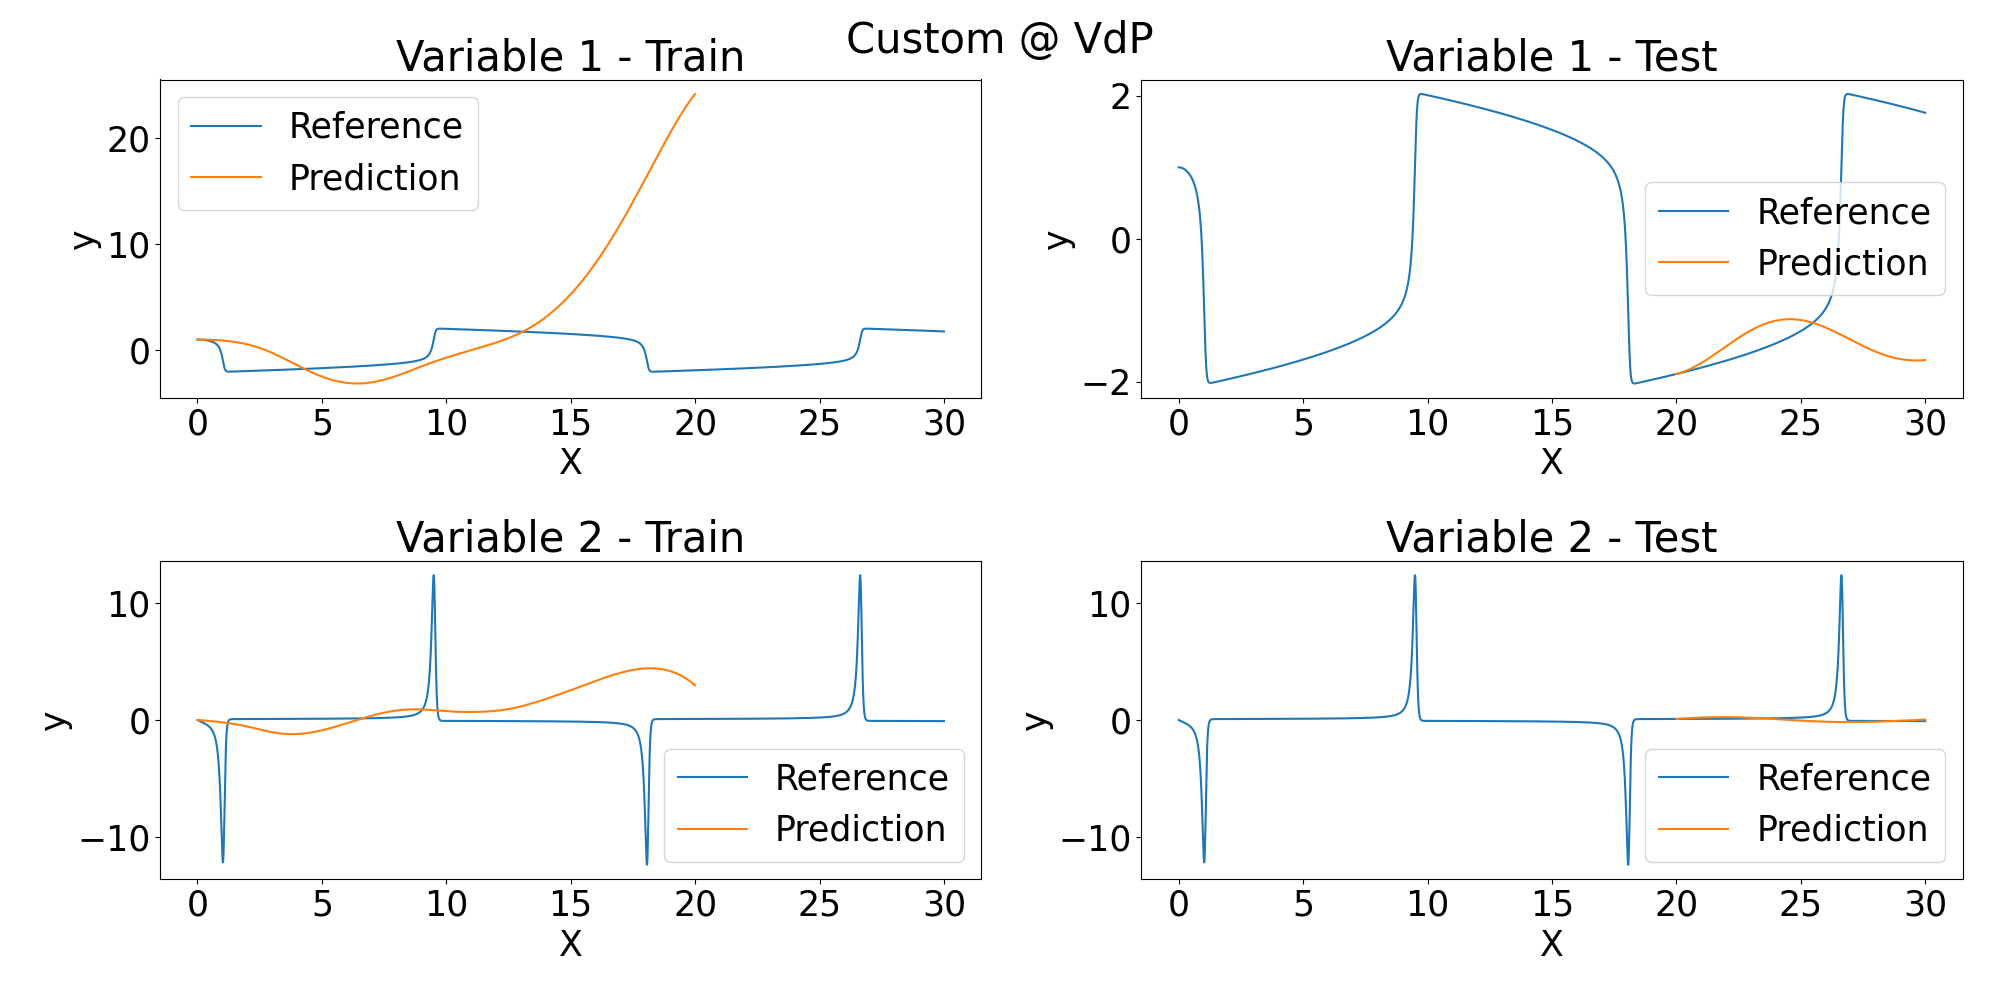 Custom @ VdP
Variable 1 - Train
Reference
Prediction
20
10
0
y
0 5 10 15 20 25 30
X
Variable 1 - Test
2
0
−2
y
Reference
Prediction
0 5 10 15 20 25 30
X
Variable 2 - Train
10
0
−10
y
Reference
Prediction
0 5 10 15 20 25 30
X
Variable 2 - Test
10
0
−10
y
Reference
Prediction
0 5 10 15 20 25 30
X